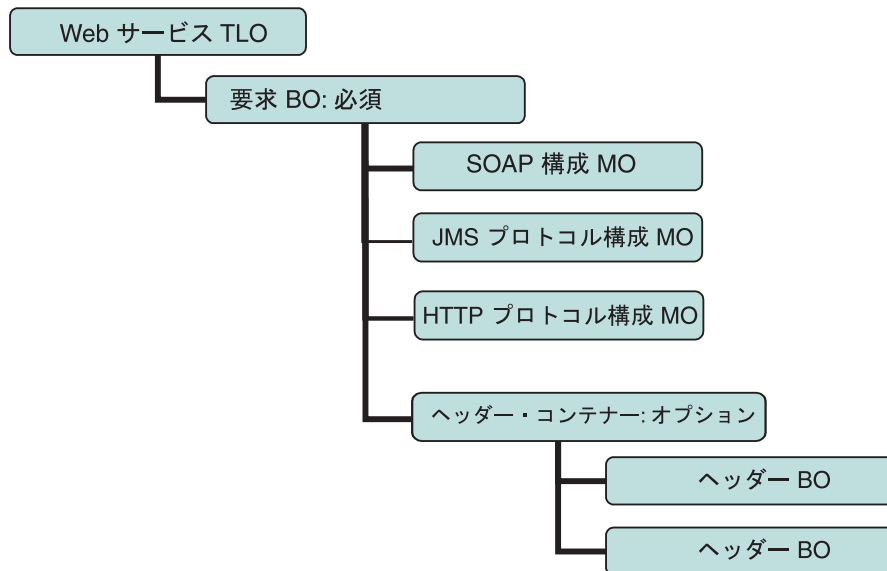 Web サービス TLO
要求 BO: 必須
SOAP 構成 MO
JMS プロトコル構成 MO
HTTP プロトコル構成 MO
ヘッダー・コンテナー: オプション
ヘッダー BO
ヘッダー BO